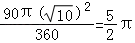 90π(√10)²/360 = 5/2 π